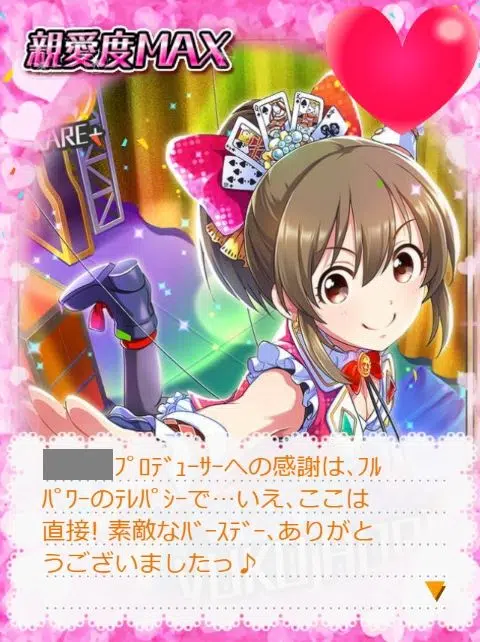 親愛度MAX
RARE+
ﾌﾟﾛﾃﾞｭｰｻｰへの感謝は、ﾌﾙ
ﾊﾟﾜｰのﾃﾚﾊﾟｼｰで…いえ、ここは
直接! 素敵なﾊﾞｰｽﾃﾞｰ、ありがと
うございましたっ♪